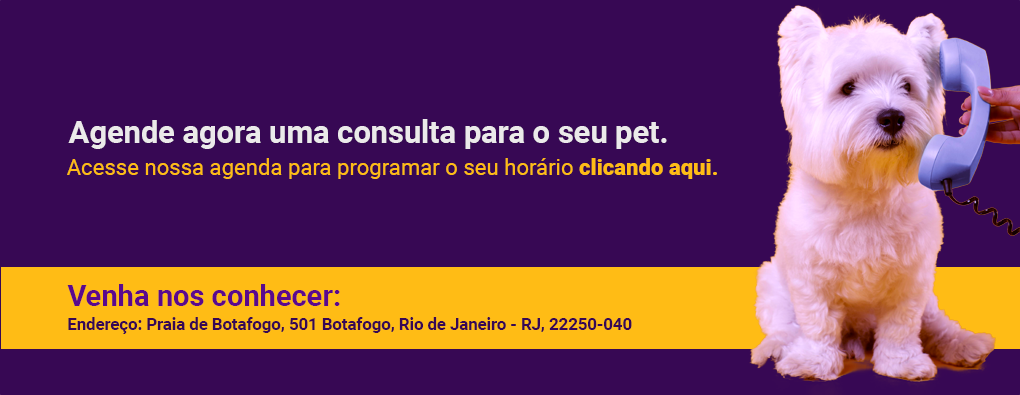 Agende agora uma consulta para o seu pet.
Acesse nossa agenda para programar o seu horário clicando aqui.
Venha nos conhecer:
Endereço: Praia de Botafogo, 501 Botafogo, Rio de Janeiro - RJ, 22250-040